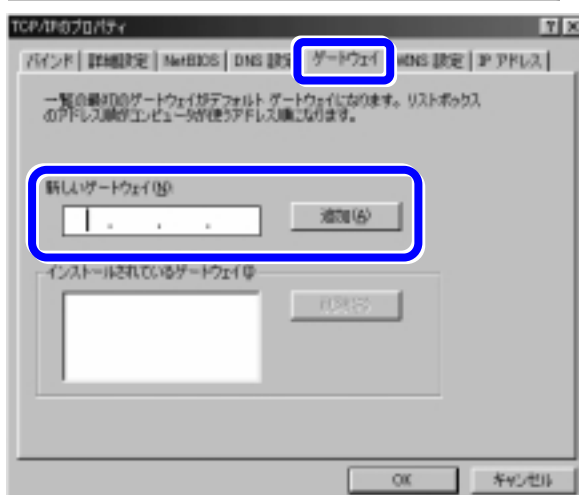 TCP/IPのプロパティ
バインド 詳細設定 NetBIOS DNS 設定 ゲートウェイ WINS 設定 IP アドレス
一覧の最初のゲートウェイがデフォルト ゲートウェイになります。リストボックス
のアドレス順がコンピュータが使うアドレス順になります。
新しいゲートウェイ(N):
追加(A)
インストールされているゲートウェイ(I):
OK キャンセル